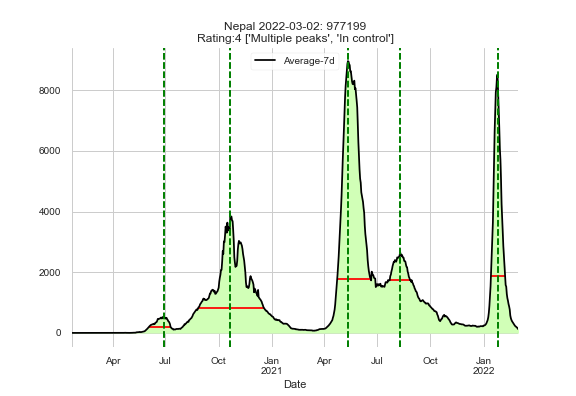 Nepal 2022-03-02: 977199
Rating:4 ['Multiple peaks', 'In control']
Average-7d
8000
6000
4000
2000
0
Apr
Jul
Oct
Jan
2021
Apr
Jul
Oct
Jan
2022
Date